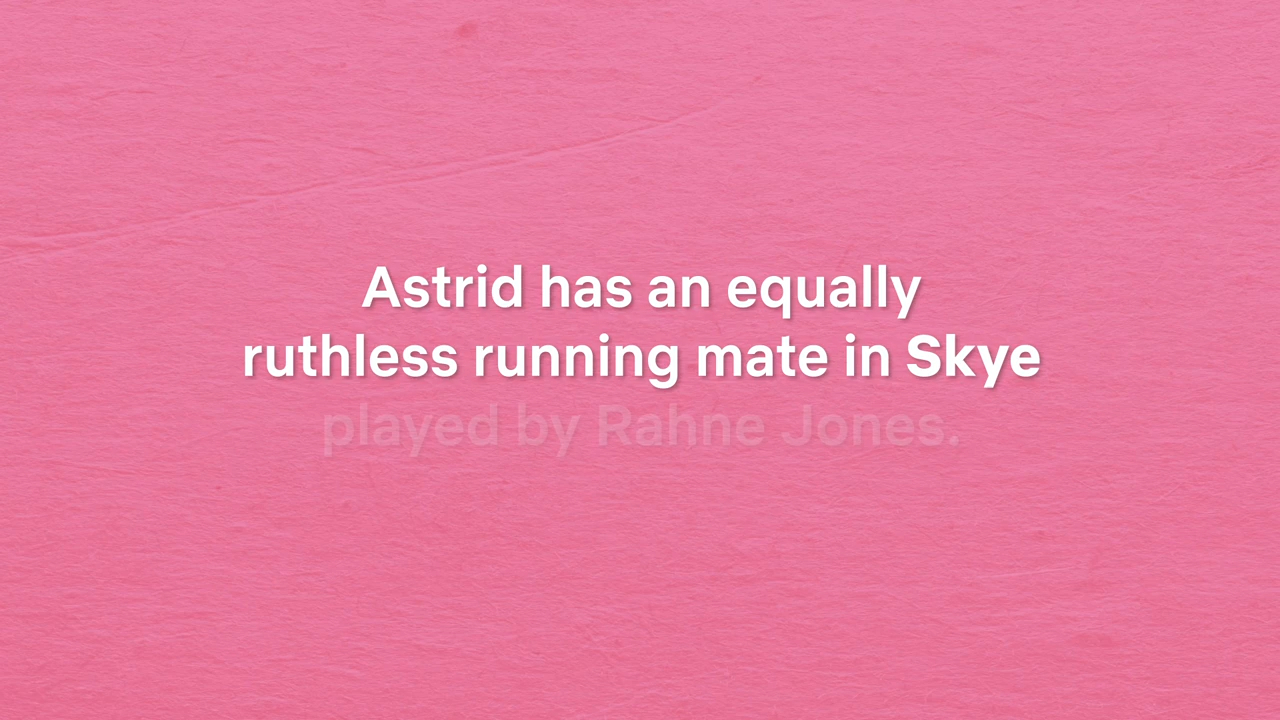 Astrid has an equally
ruthless running mate in Skye
played by Rahne Jones.